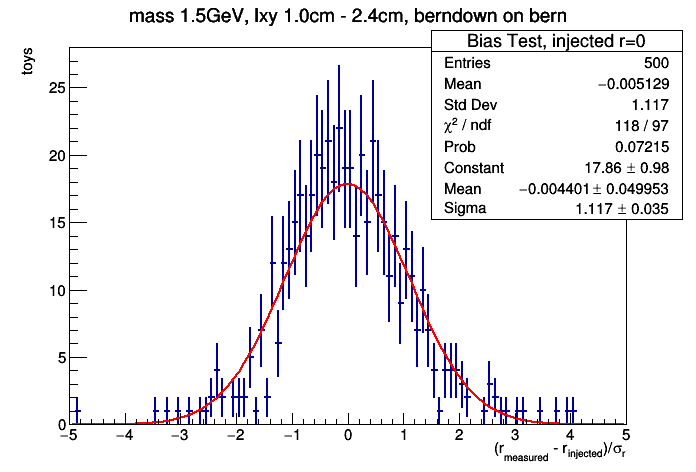 mass 1.5GeV, lxy 1.0cm - 2.4cm, berndown on bern
toys
Bias Test, injected r=0
Entries 500
Mean −0.005129
Std Dev 1.117
χ² / ndf 118 / 97
Prob 0.07215
Constant 17.86 ± 0.98
Mean −0.004401 ± 0.049953
Sigma 1.117 ± 0.035
25
20
15
10
5
0
−5 −4 −3 −2 −1 0 1 2 3 4 5
(r_measured - r_injected)/σ_r